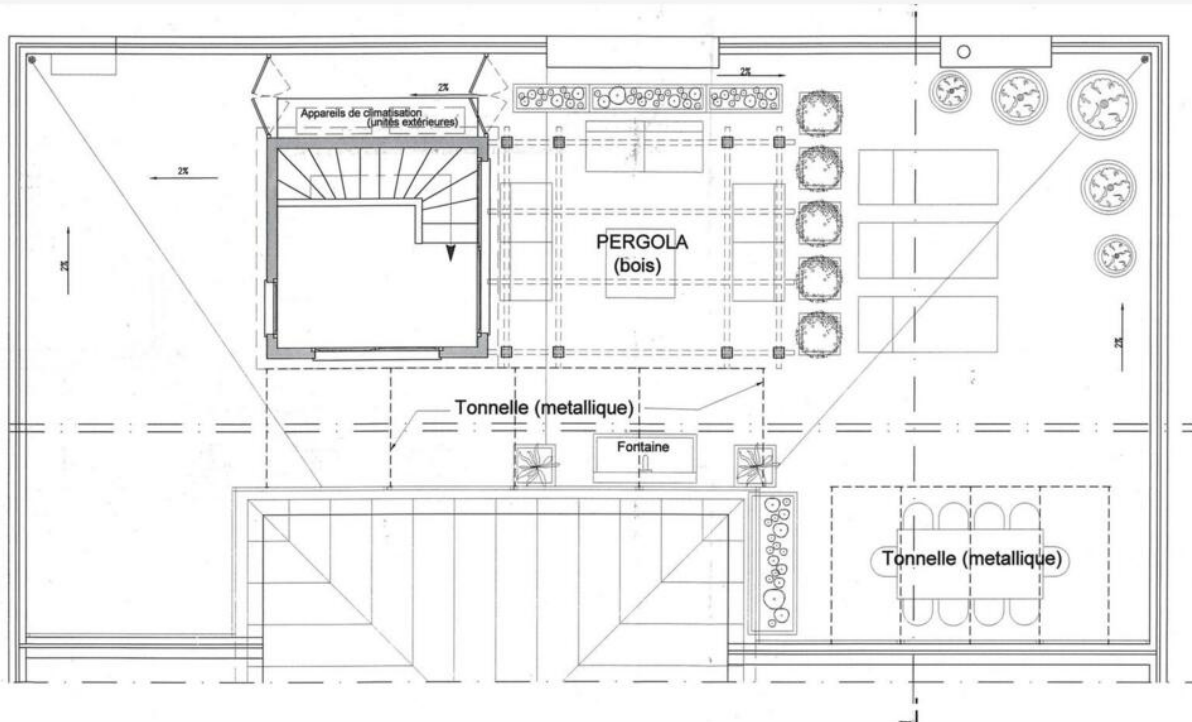 2%
2%
Appareils de climatisation
(unités extérieures)
2%
2%
PERGOLA
(bois)
2%
Tonnelle (metallique)
Fontaine
Tonnelle (metallique)